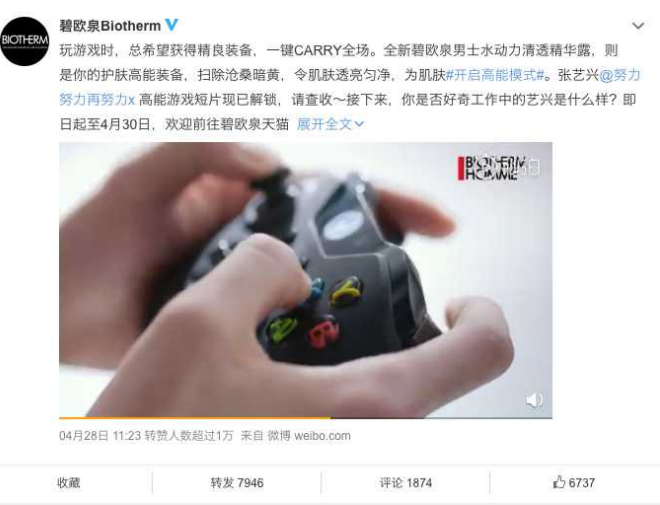 碧欧泉Biotherm
BIOTHERM
玩游戏时，总希望获得精良装备，一键CARRY全场。全新碧欧泉男士水动力清透精华露，则
是你的护肤高能装备，扫除沧桑暗黄，令肌肤透亮匀净，为肌肤#开启高能模式#。张艺兴@努力
努力再努力x 高能游戏短片现已解锁，请查收～接下来，你是否好奇工作中的艺兴是什么样？即
日起至4月30日，欢迎前往碧欧泉天猫 展开全文
BIOTHERM
HOMME
Y
B
A
04月28日 11:23 转赞人数超过1万 来自 微博 weibo.com
收藏
转发 7946
评论 1874
6737